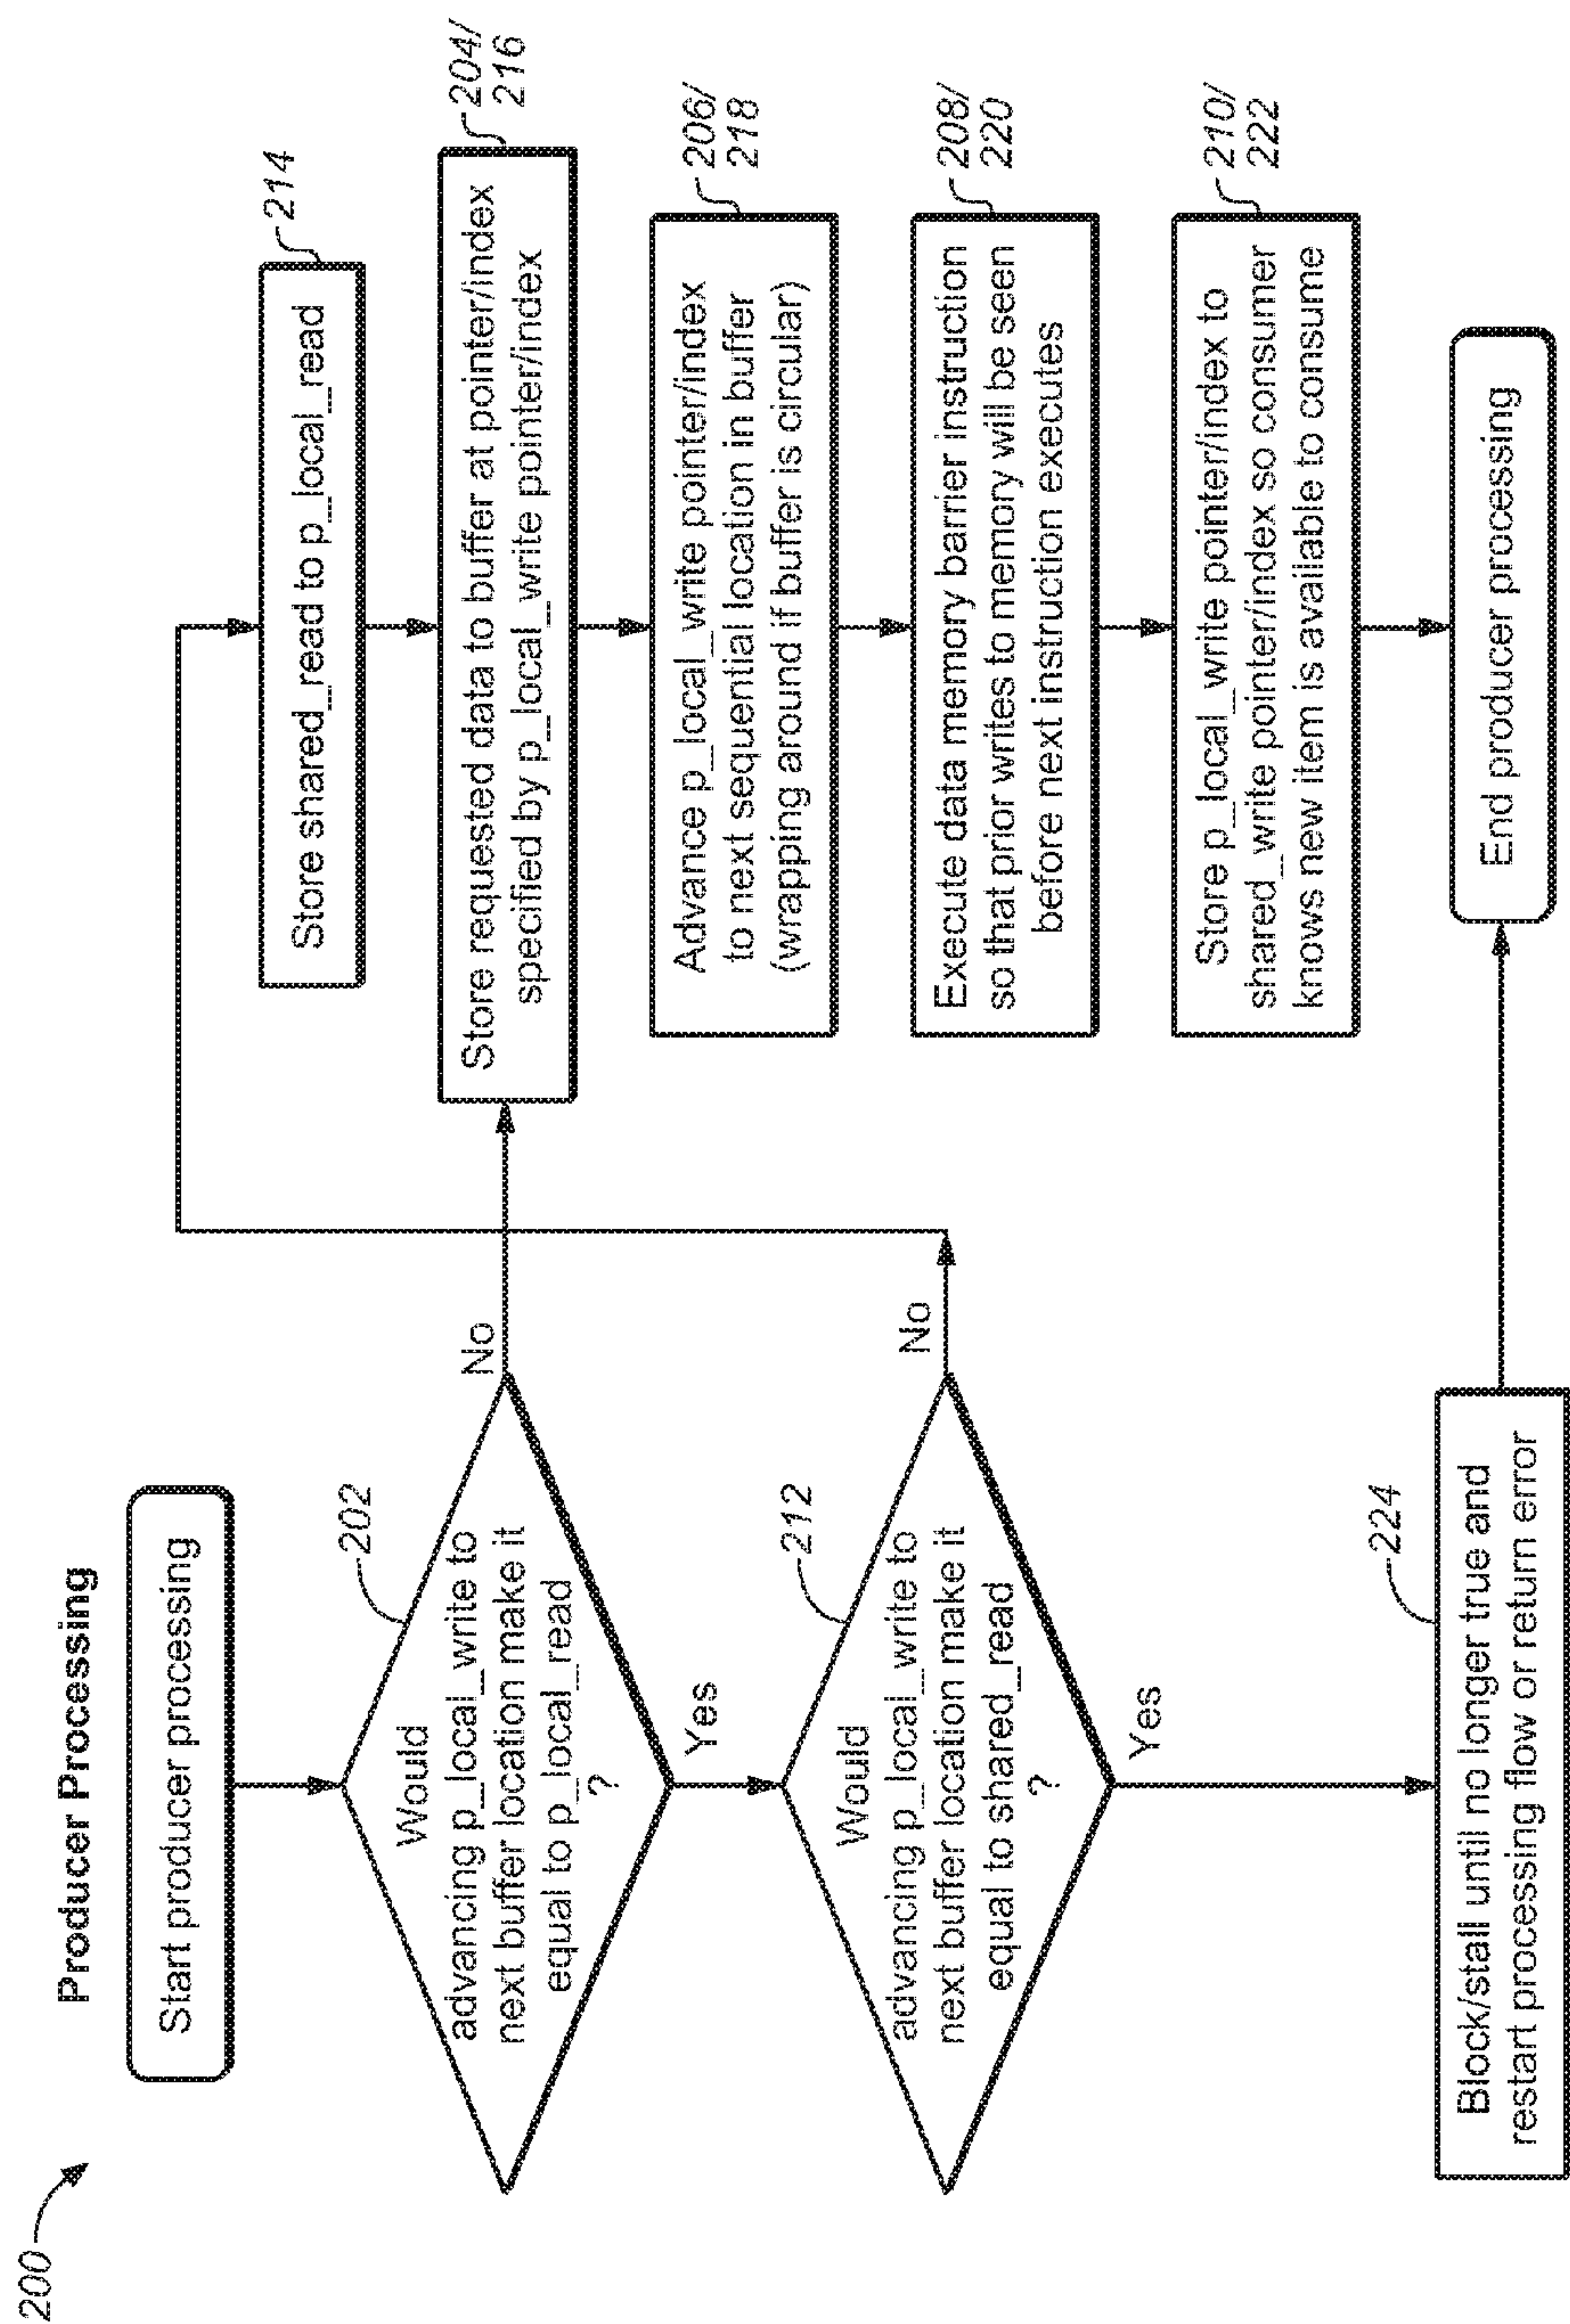 200
Producer Processing
Start producer processing
202
Would
advancing p_local_write to
next buffer location make it
equal to p_local_read
?
No
Yes
212
Would
advancing p_local_write to
next buffer location make it
equal to shared_read
?
No
Yes
224
Block/stall until no longer true and
restart processing flow or return error
214
Store shared_read to p_local_read
204/
216
Store requested data to buffer at pointer/index
specified by p_local_write pointer/index
206/
218
Advance p_local_write pointer/index
to next sequential location in buffer
(wrapping around if buffer is circular)
208/
220
Execute data memory barrier instruction
so that prior writes to memory will be seen
before next instruction executes
210/
222
Store p_local_write pointer/index to
shared_write pointer/index so consumer
knows new item is available to consume
End producer processing